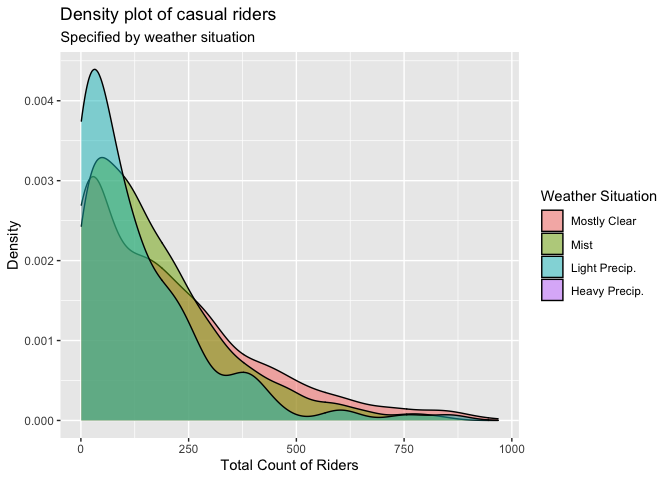 Density plot of casual riders
Specified by weather situation
0.004
0.003
0.002
0.001
0.000
Density
0 250 500 750 1000
Total Count of Riders
Weather Situation
Mostly Clear
Mist
Light Precip.
Heavy Precip.